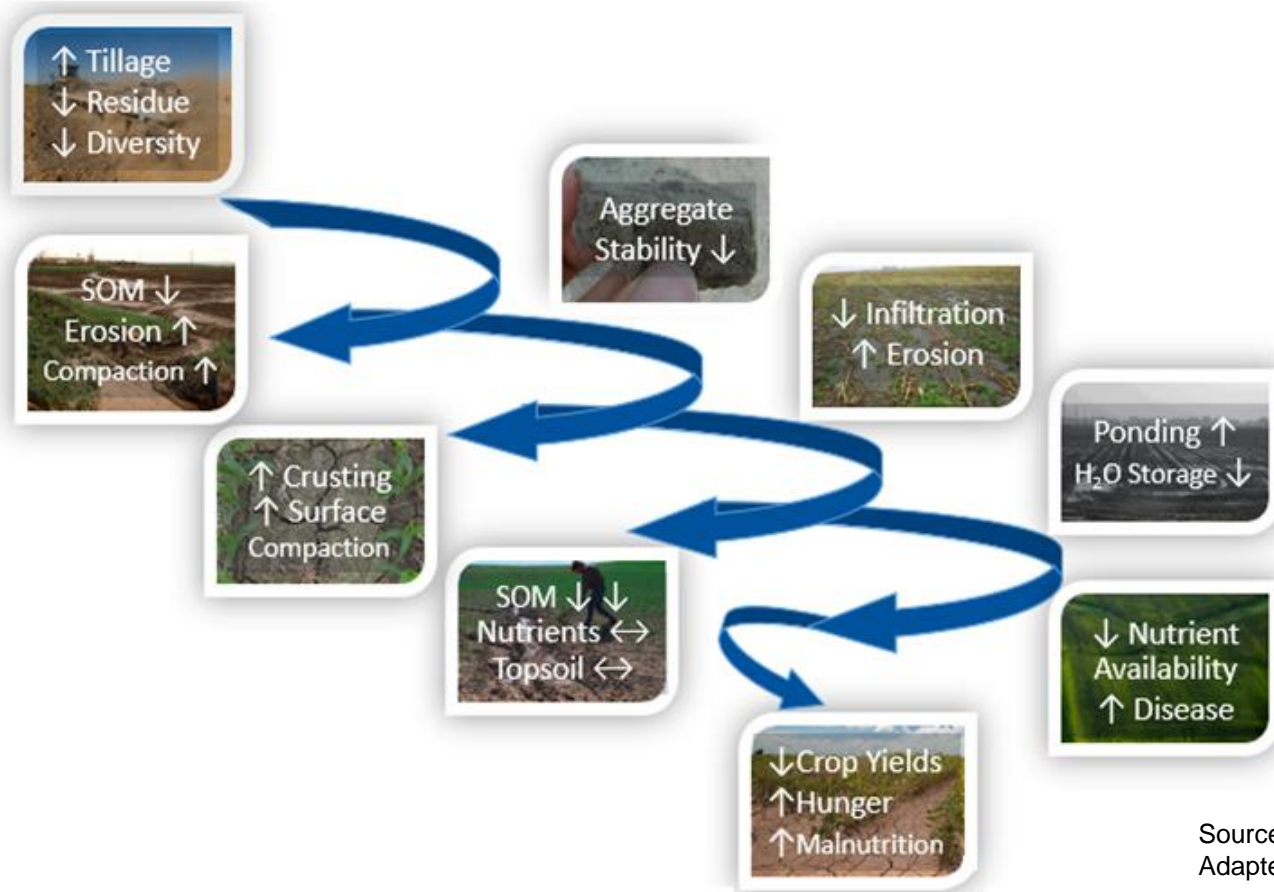 ↑ Tillage
↓ Residue
↓ Diversity
SOM ↓
Erosion ↑
Compaction ↑
Aggregate
Stability ↓
↑ Crusting
↑ Surface
Compaction
↓ Infiltration
↑ Erosion
SOM ↓ ↓
Nutrients ↔
Topsoil ↔
Ponding ↑
H₂O Storage ↓
↓ Nutrient
Availability
↑ Disease
↓Crop Yields
↑Hunger
↑Malnutrition
Source
Adapte